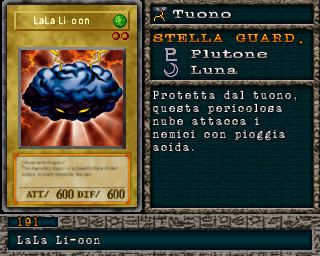 LaLa Li-oon
ATT/ 600 DIF/ 600
Tuono
STELLA GUARD.
Plutone
Luna
Protetta dal tuono,
questa pericolosa
nube attacca i
nemici con pioggia
acida.
191
LaLa Li-oon